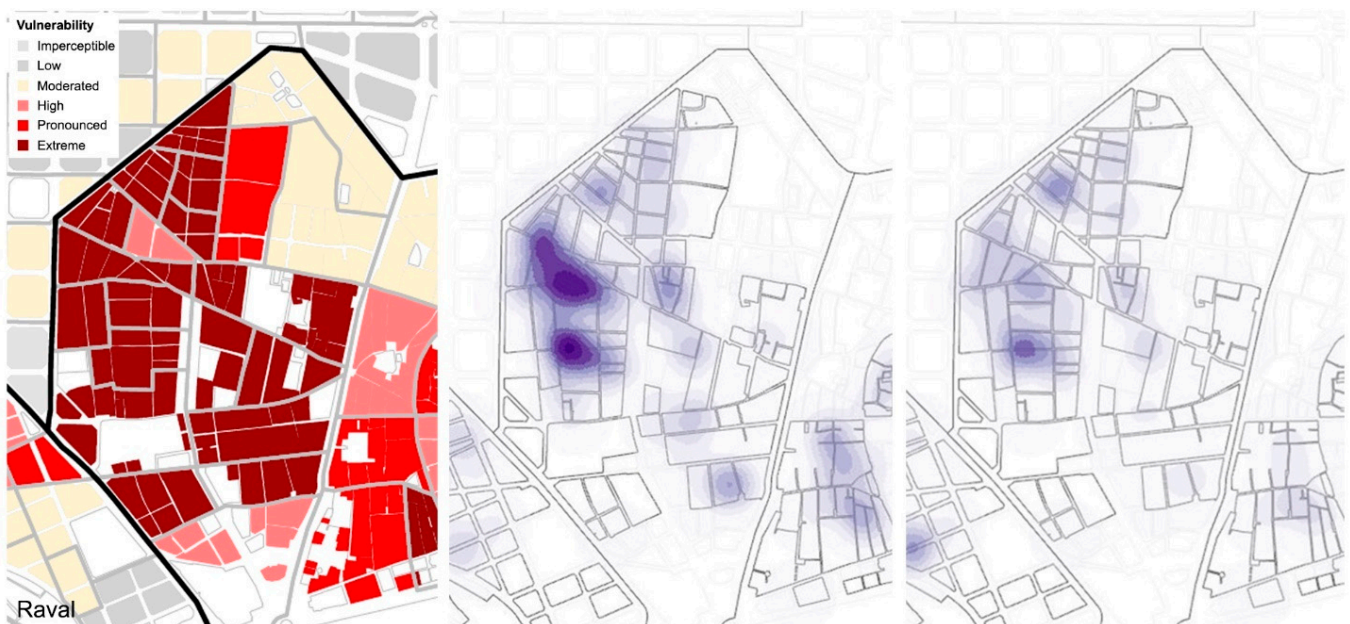 Vulnerability
Imperceptible
Low
Moderated
High
Pronounced
Extreme
Raval